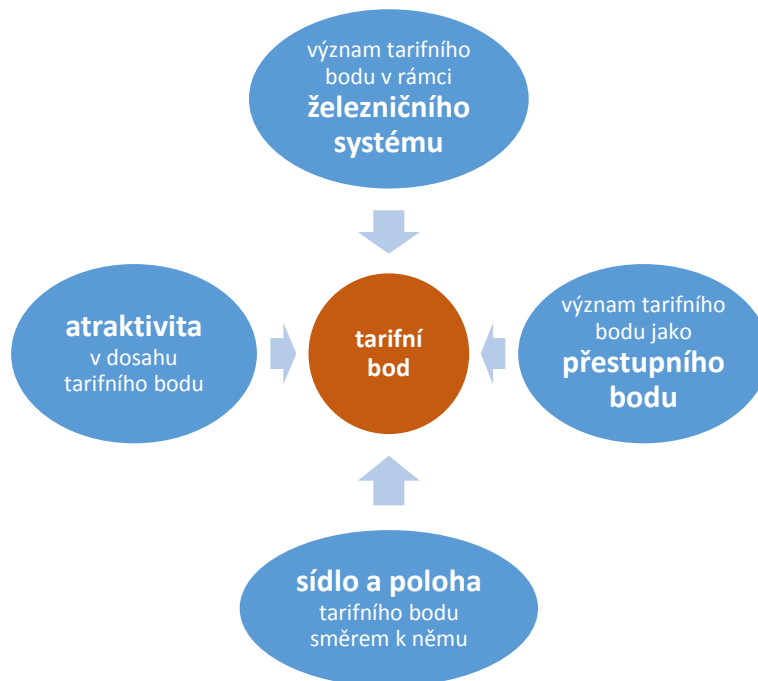 význam tarifního
bodu v rámci
železničního
systému
atraktivita
v dosahu
tarifního bodu
tarifní
bod
význam tarifního
bodu jako
přestupního
bodu
sídlo a poloha
tarifního bodu
směrem k němu